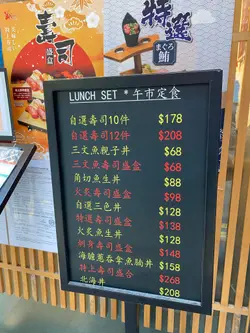 壽司
盛盒
特選
まぐろ
鮪
LUNCH SET * 午市定食
自選壽司10件 $178
自選壽司12件 $208
三文魚親子丼 $68
三文魚壽司盛盒 $68
角切魚生丼 $88
火炙壽司盛盒 $98
自選三色丼 $128
特選壽司盛盒 $138
火炙魚生丼 $128
刺身壽司盛盒 $148
海膽蔥吞拿魚腩丼 $158
特上壽司盛合 $268
北海丼 $208